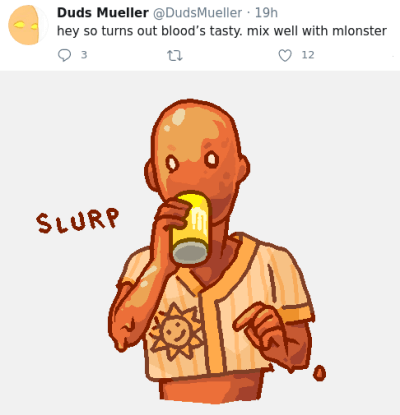 Duds Mueller @DudsMueller · 19h
hey so turns out blood's tasty. mix well with mlonster
3 12
SLURP